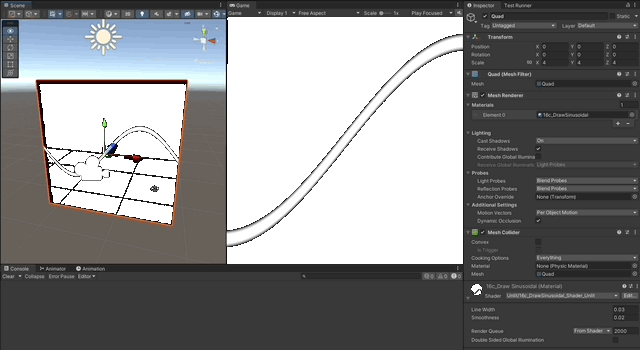 Scene
Game
Game
Display 1
Free Aspect
Scale
1x
Play Focused
Inspector
Test Runner
Quad
Static
Tag
Untagged
Layer
Default
Transform
Position
X
0
Y
0
Z
0
Rotation
X
0
Y
0
Z
0
Scale
X
4
Y
4
Z
4
Quad (Mesh Filter)
Mesh
Quad
Mesh Renderer
Materials
1
Element 0
16c_DrawSinusoidal
Lighting
Cast Shadows
On
Receive Shadows
Contribute Global Illumina
Receive Global Illuminati
Light Probes
Probes
Light Probes
Blend Probes
Reflection Probes
Blend Probes
Anchor Override
None (Transform)
Additional Settings
Motion Vectors
Per Object Motion
Dynamic Occlusion
Mesh Collider
Convex
Is Trigger
Cooking Options
Everything
Material
None (Physic Material)
Mesh
Quad
16c_Draw Sinusoidal (Material)
Shader
Unlit/16c_DrawSinusoidal_Shader_Unlit
Edit...
Line Width
0.03
Smoothness
0.02
Render Queue
From Shader
2000
Double Sided Global Illumination
Console
Animator
Animation
Clear
Collapse
Error Pause
Editor
0
0
0